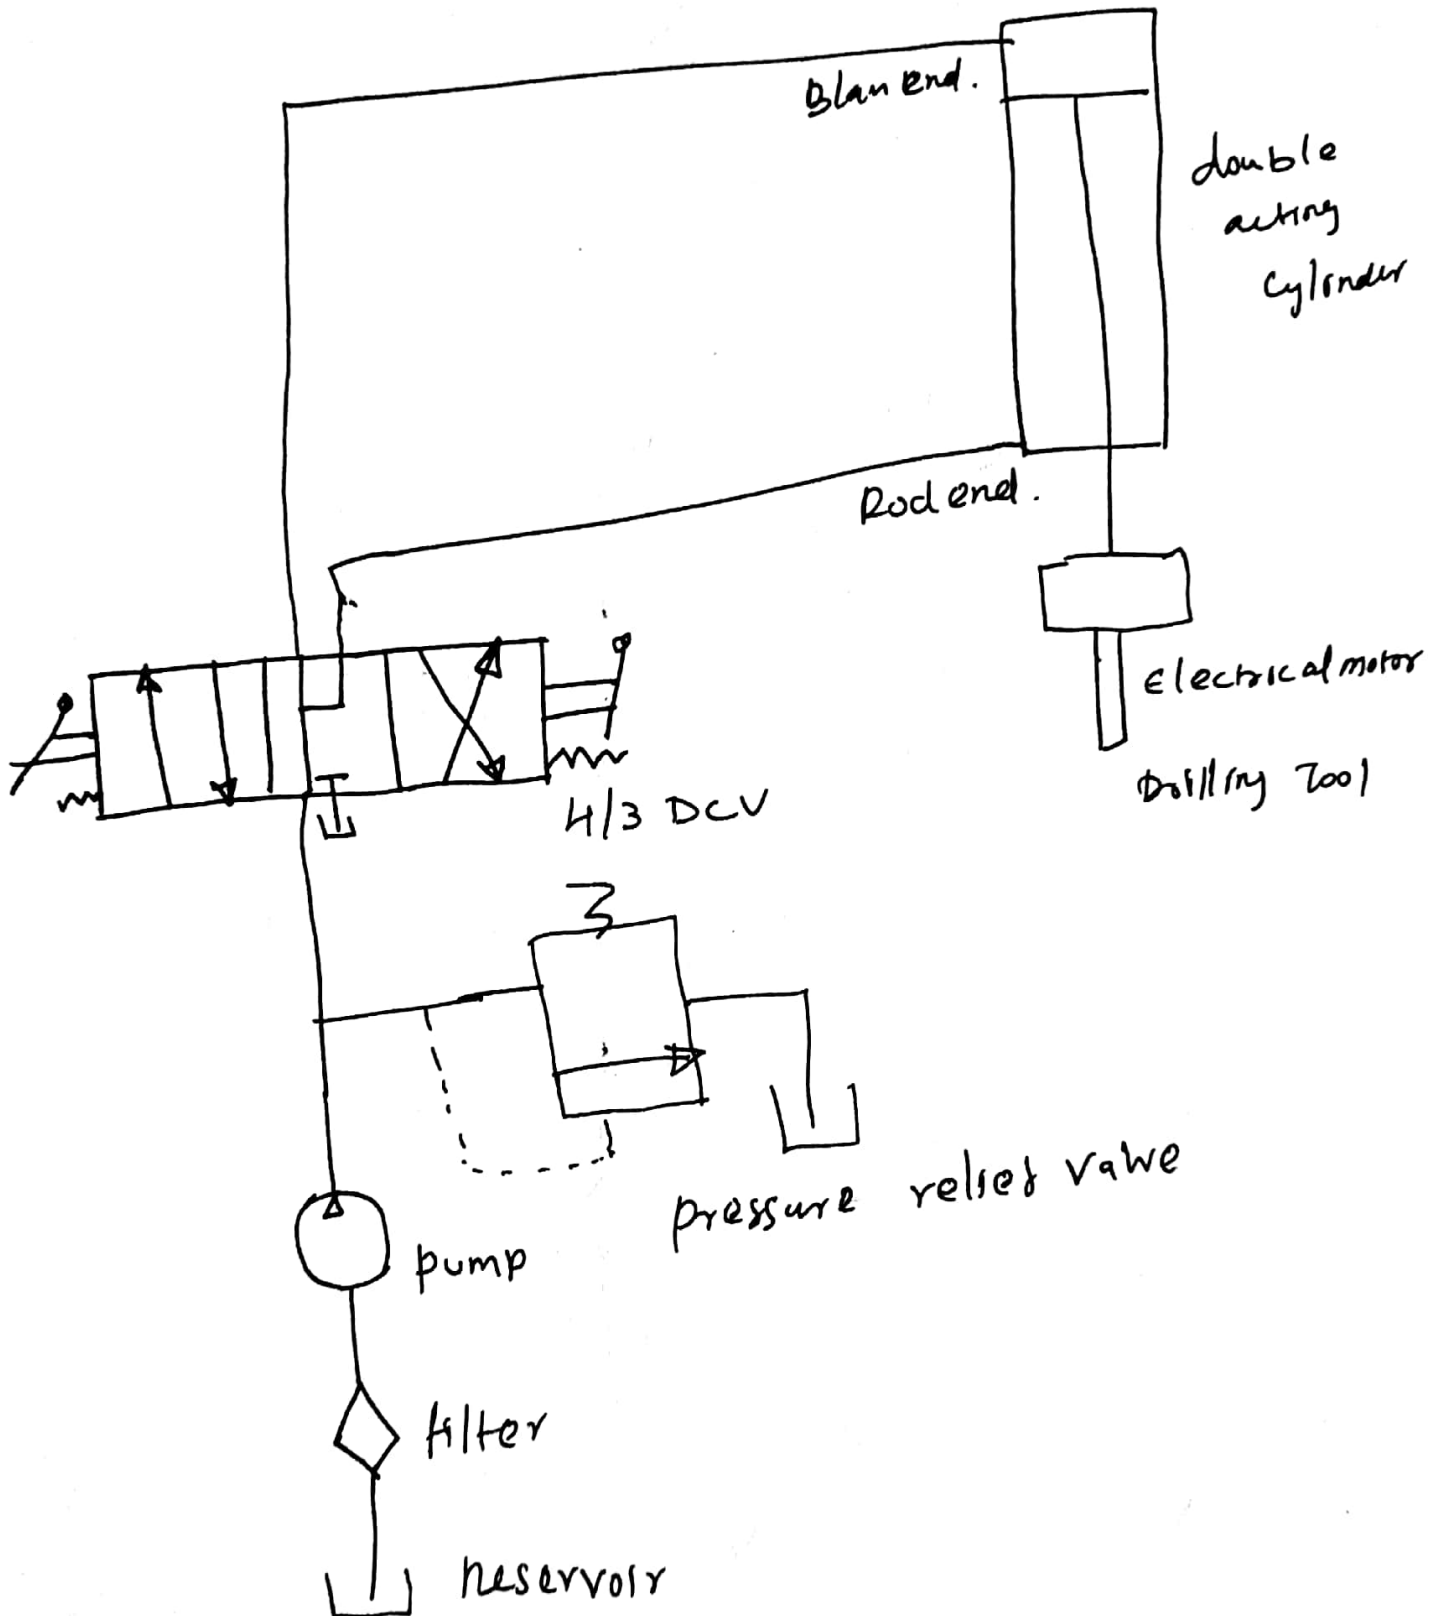 Blan end.
double
acting
Cylinder
Rod end.
Electrical motor
Drilling Tool
4/3 DCV
pressure relief valve
pump
filter
Reservoir